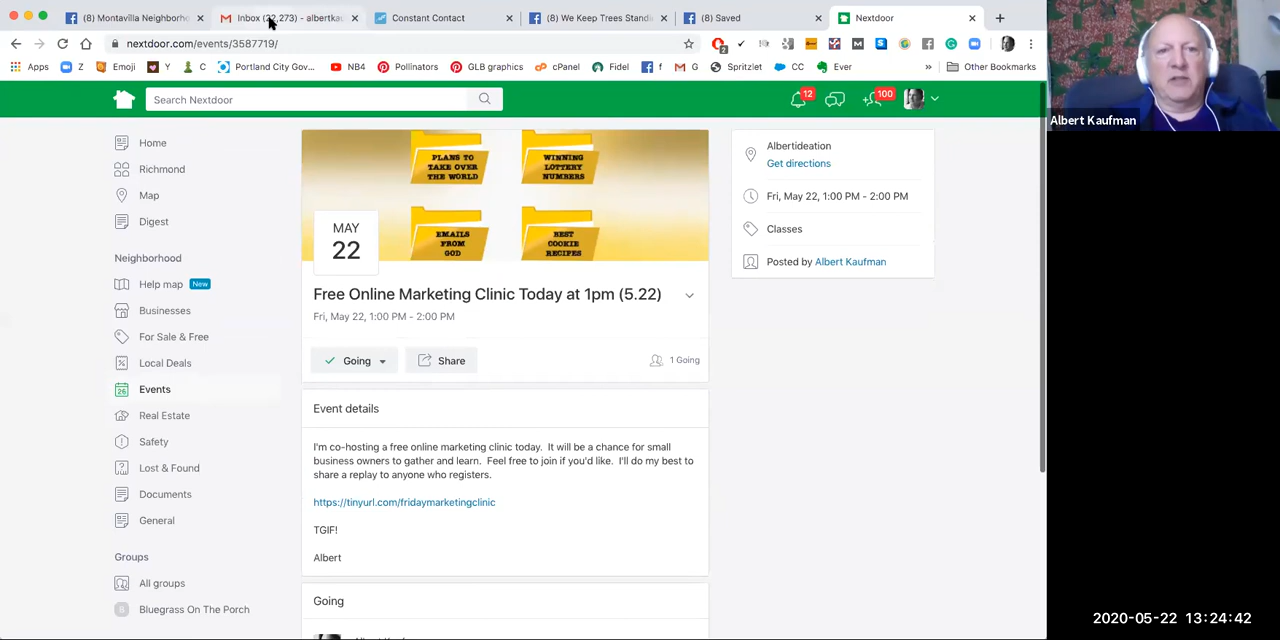 (8) Montavilla Neighborho
Inbox (22,273) - albertkau
Constant Contact
(8) We Keep Trees Standi
(8) Saved
Nextdoor
nextdoor.com/events/3587719/
Apps
Z
Emoji
Y
C
Portland City Gov...
NB4
Pollinators
GLB graphics
cPanel
Fidel
f
G
Spritzlet
CC
Ever
»
Other Bookmarks
Search Nextdoor
12
100
Albert Kaufman
Home
Richmond
Map
Digest
Neighborhood
Help map New
Businesses
For Sale & Free
Local Deals
Events
Real Estate
Safety
Lost & Found
Documents
General
Groups
All groups
B Bluegrass On The Porch
PLANS TO
TAKE OVER
THE WORLD
WINNING
LOTTERY
NUMBERS
EMAILS
FROM
GOD
BEST
COOKIE
RECIPES
MAY
22
Free Online Marketing Clinic Today at 1pm (5.22)
Fri, May 22, 1:00 PM - 2:00 PM
Going
Share
1 Going
Event details
I'm co-hosting a free online marketing clinic today. It will be a chance for small
business owners to gather and learn. Feel free to join if you'd like. I'll do my best to
share a replay to anyone who registers.
https://tinyurl.com/fridaymarketingclinic
TGIF!
Albert
Going
Albertideation
Get directions
Fri, May 22, 1:00 PM - 2:00 PM
Classes
Posted by Albert Kaufman
2020-05-22 13:24:42